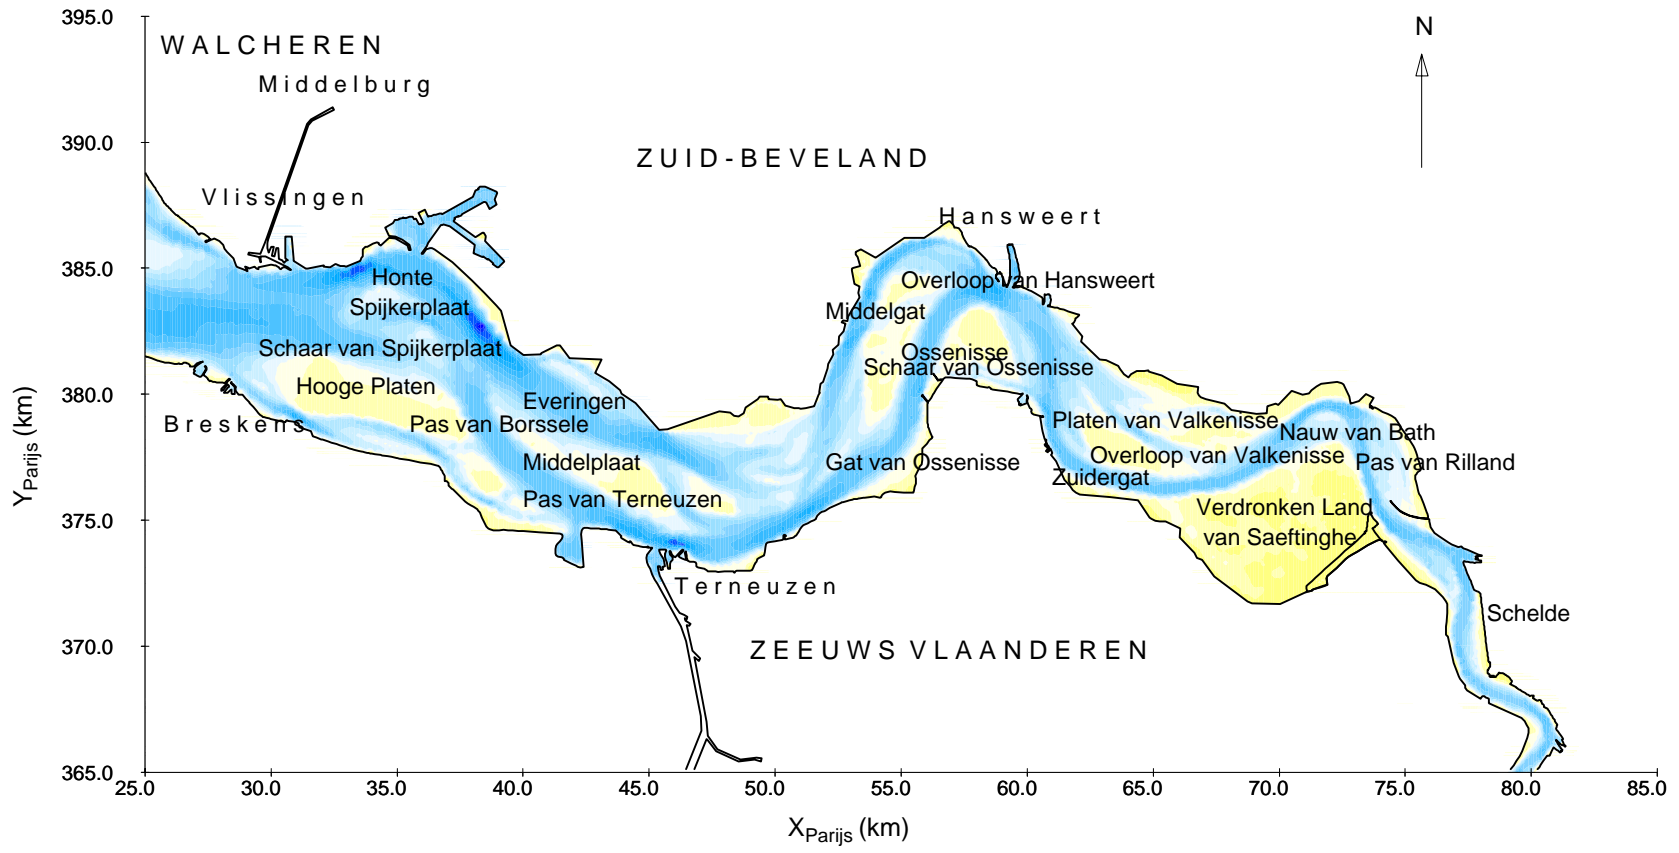 395.0
N
WALCHEREN
Middelburg
390.0
ZUID-BEVELAND
Vlissingen
Hansweert
385.0
Honte
Overloop van Hansweert
Spijkerplaat
Middelgat
Schaar van Spijkerplaat
Ossenisse
Schaar van Ossenisse
Hooge Platen
380.0
Everingen
Breskens
Pas van Borssele
Platen van Valkenisse
Nauw van Bath
Middelplaat
Gat van Ossenisse
Overloop van Valkenisse
Pas van Rilland
Zuidergat
Pas van Terneuzen
Verdronken Land
van Saeftinghe
375.0
Terneuzen
Schelde
370.0
ZEEUWS VLAANDEREN
365.0
Y Parijs (km)
25.0 30.0 35.0 40.0 45.0 50.0 55.0 60.0 65.0 70.0 75.0 80.0 85.0
X Parijs (km)